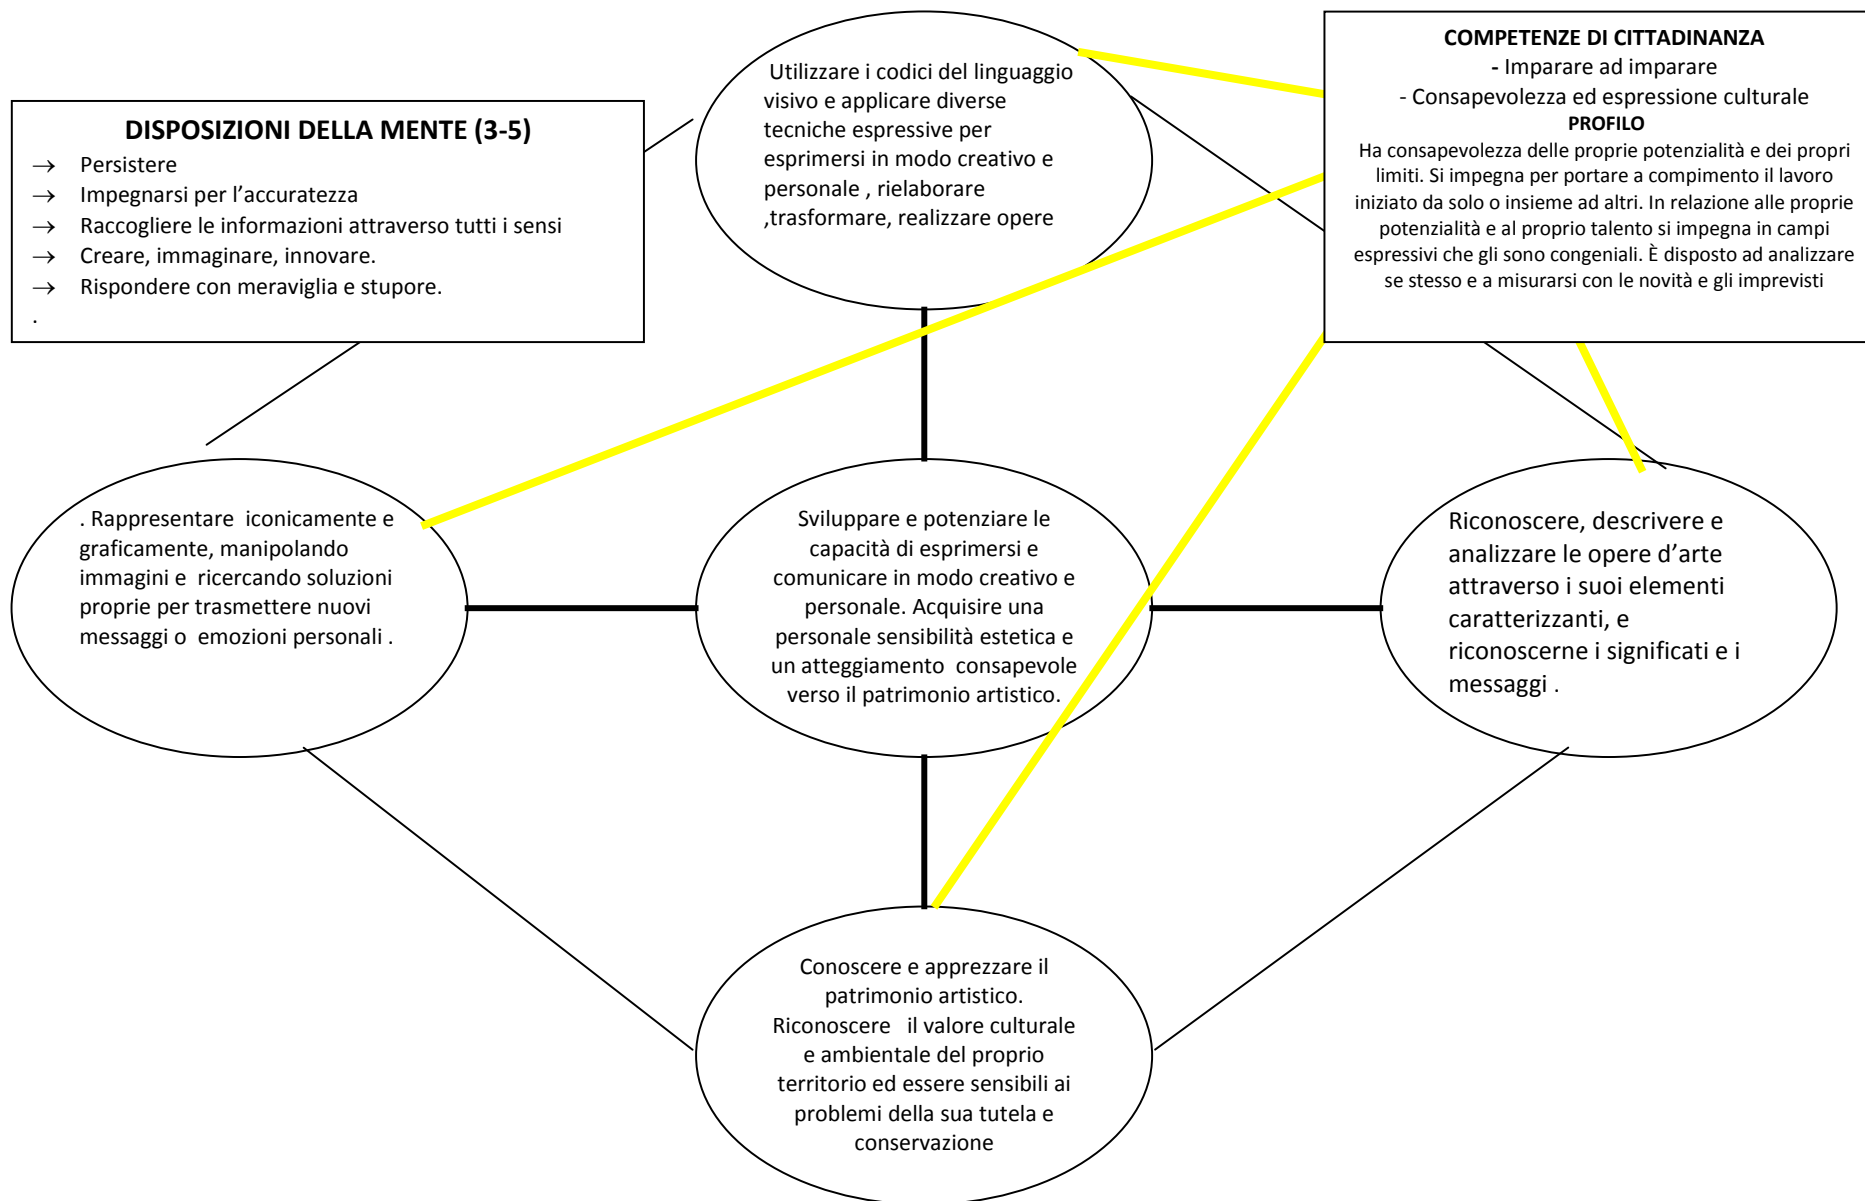 Utilizzare i codici del linguaggio
visivo e applicare diverse
tecniche espressive per
esprimersi in modo creativo e
personale , rielaborare
,trasformare, realizzare opere
COMPETENZE DI CITTADINANZA
- Imparare ad imparare
- Consapevolezza ed espressione culturale
PROFILO
Ha consapevolezza delle proprie potenzialità e dei propri
limiti. Si impegna per portare a compimento il lavoro
iniziato da solo o insieme ad altri. In relazione alle proprie
potenzialità e al proprio talento si impegna in campi
espressivi che gli sono congeniali. È disposto ad analizzare
se stesso e a misurarsi con le novità e gli imprevisti
DISPOSIZIONI DELLA MENTE (3-5)
→ Persistere
→ Impegnarsi per l’accuratezza
→ Raccogliere le informazioni attraverso tutti i sensi
→ Creare, immaginare, innovare.
→ Rispondere con meraviglia e stupore.
.
. Rappresentare iconicamente e
graficamente, manipolando
immagini e ricercando soluzioni
proprie per trasmettere nuovi
messaggi o emozioni personali .
Sviluppare e potenziare le
capacità di esprimersi e
comunicare in modo creativo e
personale. Acquisire una
personale sensibilità estetica e
un atteggiamento consapevole
verso il patrimonio artistico.
Riconoscere, descrivere e
analizzare le opere d’arte
attraverso i suoi elementi
caratterizzanti, e
riconoscerne i significati e i
messaggi .
Conoscere e apprezzare il
patrimonio artistico.
Riconoscere il valore culturale
e ambientale del proprio
territorio ed essere sensibili ai
problemi della sua tutela e
conservazione